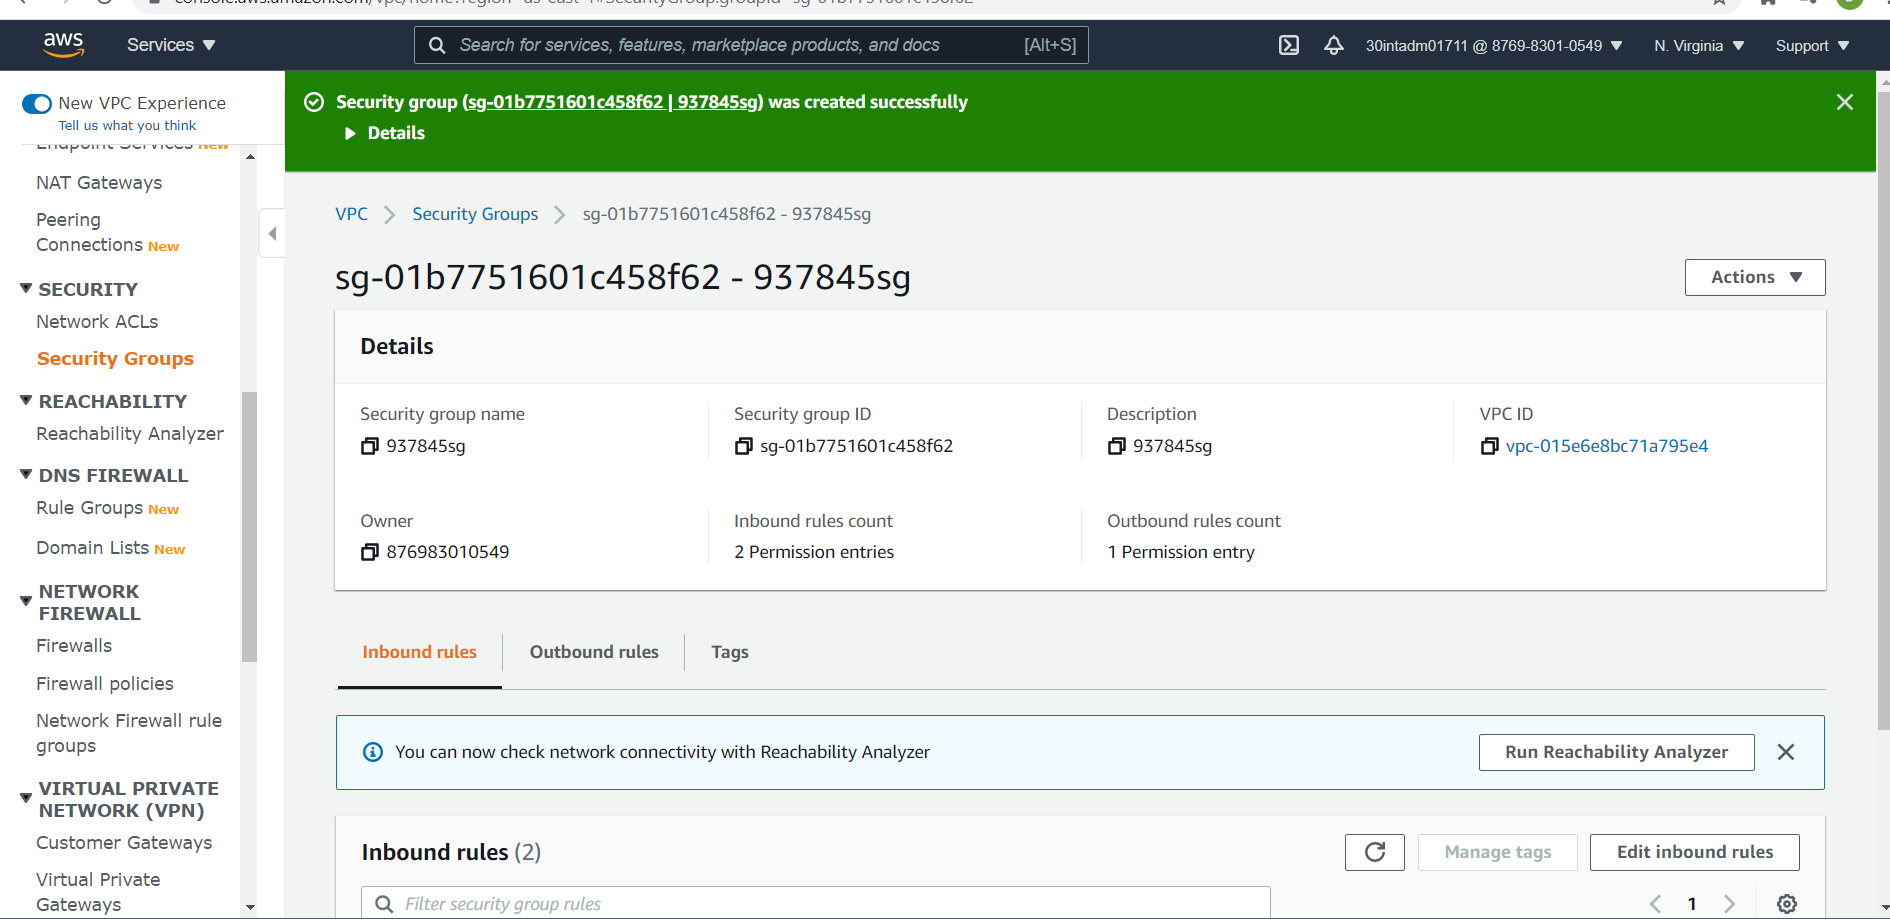 aws
Services
Search for services, features, marketplace products, and docs [Alt+S]
30intadm01711 @ 8769-8301-0549
N. Virginia
Support
New VPC Experience
Tell us what you think
Endpoint Services New
NAT Gateways
Peering
Connections New
SECURITY
Network ACLs
Security Groups
REACHABILITY
Reachability Analyzer
DNS FIREWALL
Rule Groups New
Domain Lists New
NETWORK
FIREWALL
Firewalls
Firewall policies
Network Firewall rule
groups
VIRTUAL PRIVATE
NETWORK (VPN)
Customer Gateways
Virtual Private
Gateways
Security group (sg-01b7751601c458f62 | 937845sg) was created successfully
Details
VPC
Security Groups
sg-01b7751601c458f62 - 937845sg
sg-01b7751601c458f62 - 937845sg
Actions
Details
Security group name
937845sg
Security group ID
sg-01b7751601c458f62
Description
937845sg
VPC ID
vpc-015e6e8bc71a795e4
Owner
876983010549
Inbound rules count
2 Permission entries
Outbound rules count
1 Permission entry
Inbound rules
Outbound rules
Tags
You can now check network connectivity with Reachability Analyzer
Run Reachability Analyzer
Inbound rules (2)
Manage tags
Edit inbound rules
Filter security group rules
1